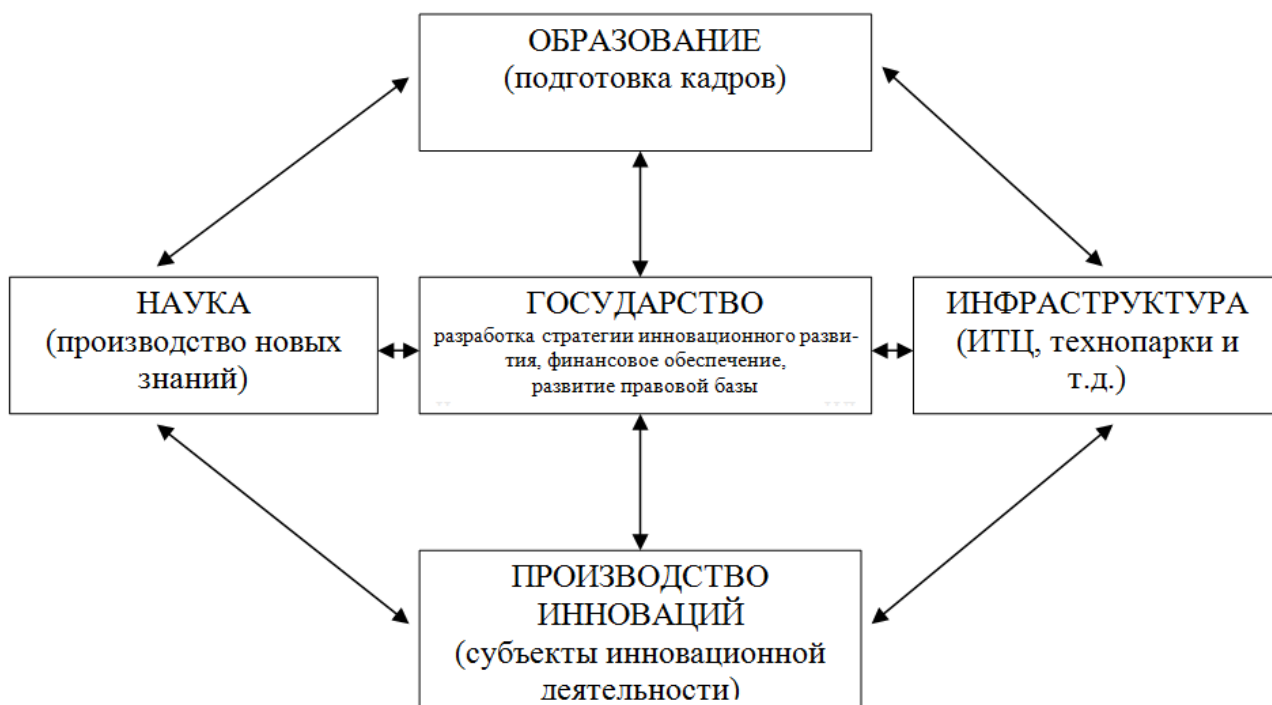 ОБРАЗОВАНИЕ
(подготовка кадров)
НАУКА
(производство новых
знаний)
ГОСУДАРСТВО
разработка стратегии инновационного разви-
тия, финансовое обеспечение,
развитие правовой базы
ИНФРАСТРУКТУРА
(ИТЦ, технопарки и
т.д.)
ПРОИЗВОДСТВО
ИННОВАЦИЙ
(субъекты инновационной
деятельности)